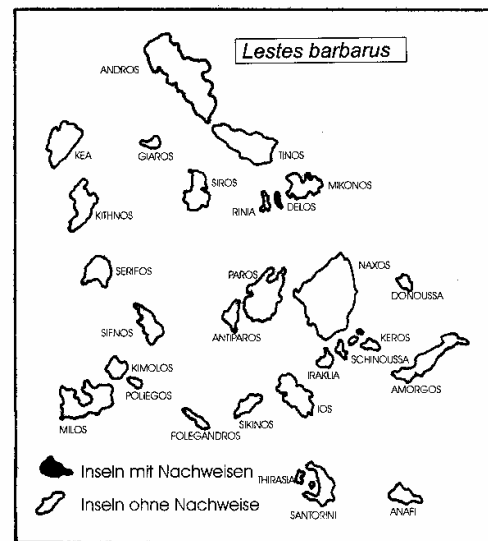 Lestes barbarus
ANDROS
KEA
GIAROS
TINOS
SIROS
MIKONOS
RINIA
DELOS
KITHNOS
SERIFOS
PAROS
NAXOS
DONOUSSA
SIFNOS
ANTIPAROS
KEROS
SCHINOUSSA
IRAKLIA
AMORGOS
KIMOLOS
POLIEGOS
MILOS
FOLEGANDROS
SIKINOS
IOS
Inseln mit Nachweisen
THIRASIA
Inseln ohne Nachweise
SANTORINI
ANAFI